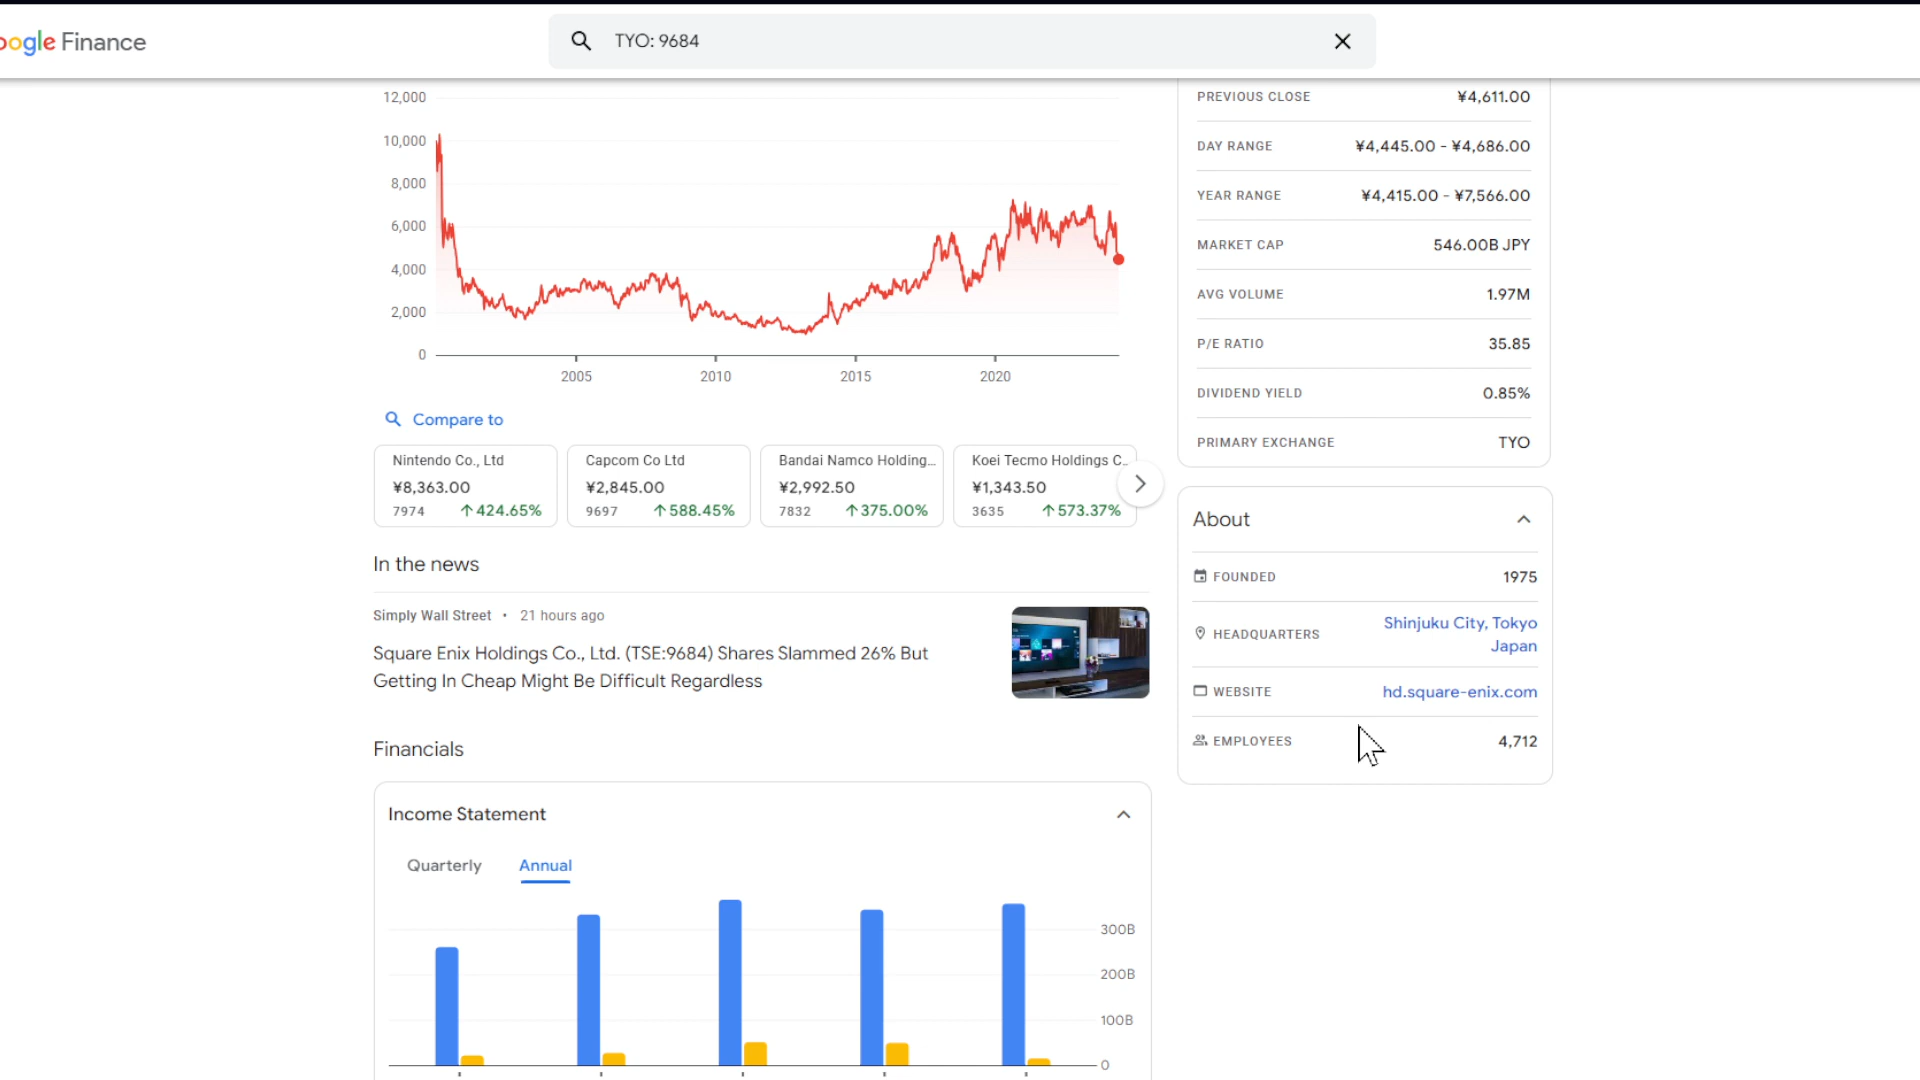 oogle Finance
TYO: 9684
12,000
10,000
8,000
6,000
4,000
2,000
0
2005 2010 2015 2020
Compare to
Nintendo Co., Ltd
¥8,363.00
7974 ↑424.65%
Capcom Co Ltd
¥2,845.00
9697 ↑588.45%
Bandai Namco Holding...
¥2,992.50
7832 ↑375.00%
Koei Tecmo Holdings C...
¥1,343.50
3635 ↑573.37%
In the news
Simply Wall Street • 21 hours ago
Square Enix Holdings Co., Ltd. (TSE:9684) Shares Slammed 26% But
Getting In Cheap Might Be Difficult Regardless
Financials
Income Statement
Quarterly Annual
300B
200B
100B
0
PREVIOUS CLOSE ¥4,611.00
DAY RANGE ¥4,445.00 - ¥4,686.00
YEAR RANGE ¥4,415.00 - ¥7,566.00
MARKET CAP 546.00B JPY
AVG VOLUME 1.97M
P/E RATIO 35.85
DIVIDEND YIELD 0.85%
PRIMARY EXCHANGE TYO
About
FOUNDED 1975
HEADQUARTERS Shinjuku City, Tokyo
Japan
WEBSITE hd.square-enix.com
EMPLOYEES 4,712